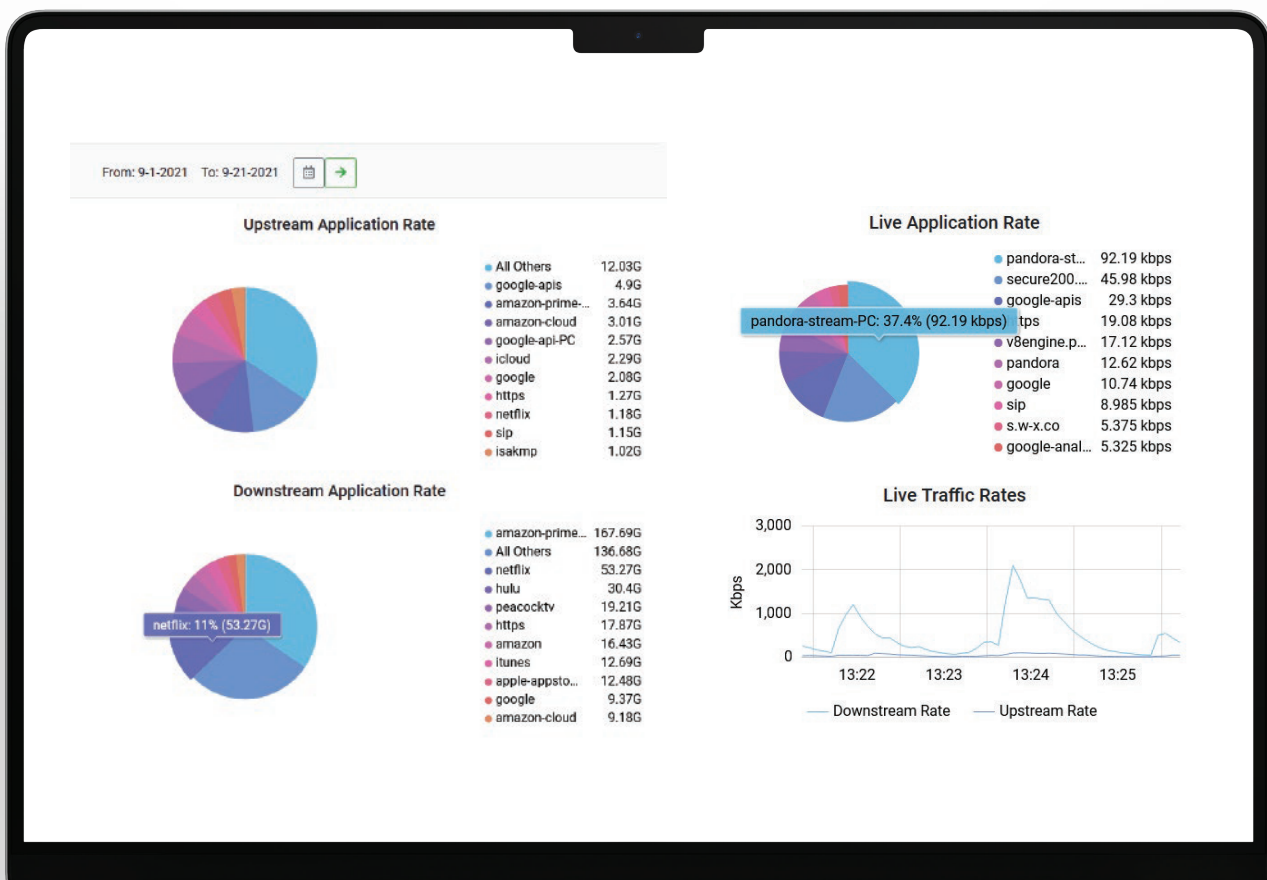 From: 9-1-2021 To: 9-21-2021
Upstream Application Rate
All Others 12.03G
google-apis 4.9G
amazon-prime-... 3.64G
amazon-cloud 3.01G
google-api-PC 2.57G
icloud 2.29G
google 2.08G
https 1.27G
netflix 1.18G
sip 1.15G
isakmp 1.02G
Downstream Application Rate
amazon-prime... 167.69G
All Others 136.68G
netflix 53.27G
hulu 30.4G
peacocktv 19.21G
https 17.87G
amazon 16.43G
itunes 12.69G
apple-appsto... 12.48G
google 9.37G
amazon-cloud 9.18G
netflix: 11% (53.27G)
Live Application Rate
pandora-st... 92.19 kbps
secure200.... 45.98 kbps
google-apis 29.3 kbps
ttps 19.08 kbps
v8engine.p... 17.12 kbps
pandora 12.62 kbps
google 10.74 kbps
sip 8.985 kbps
s.w-x.co 5.375 kbps
google-anal... 5.325 kbps
pandora-stream-PC: 37.4% (92.19 kbps)
Live Traffic Rates
Kbps
3,000
2,000
1,000
0
13:22 13:23 13:24 13:25
Downstream Rate Upstream Rate